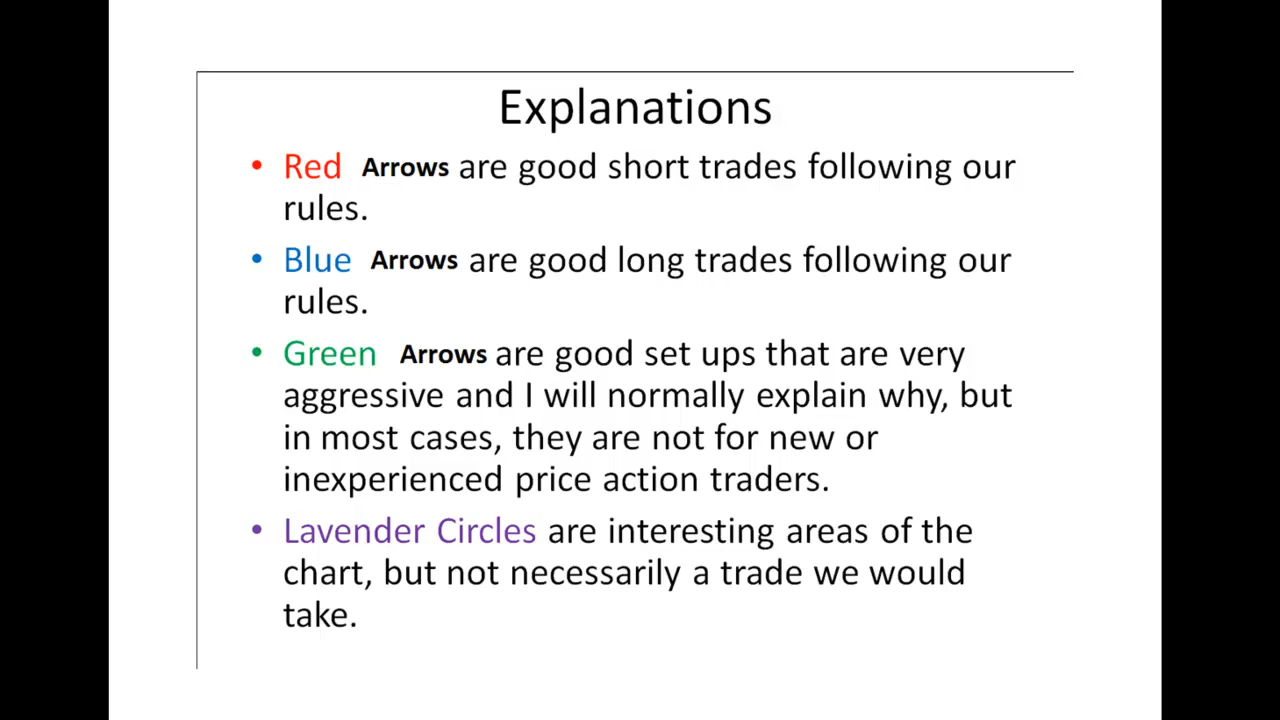 Explanations
• Red Arrows are good short trades following our
rules.
• Blue Arrows are good long trades following our
rules.
• Green Arrows are good set ups that are very
aggressive and I will normally explain why, but
in most cases, they are not for new or
inexperienced price action traders.
• Lavender Circles are interesting areas of the
chart, but not necessarily a trade we would
take.